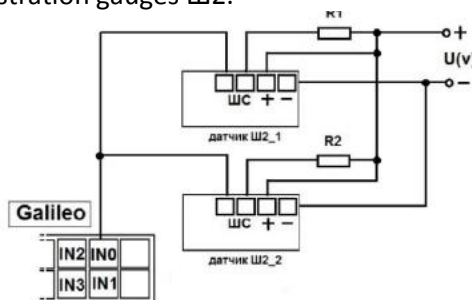 stration gauges Ш2.
R1
+
U(v)
−
ШС + −
датчик Ш2_1
R2
ШС + −
датчик Ш2_2
Galileo
IN2 IN0
IN3 IN1